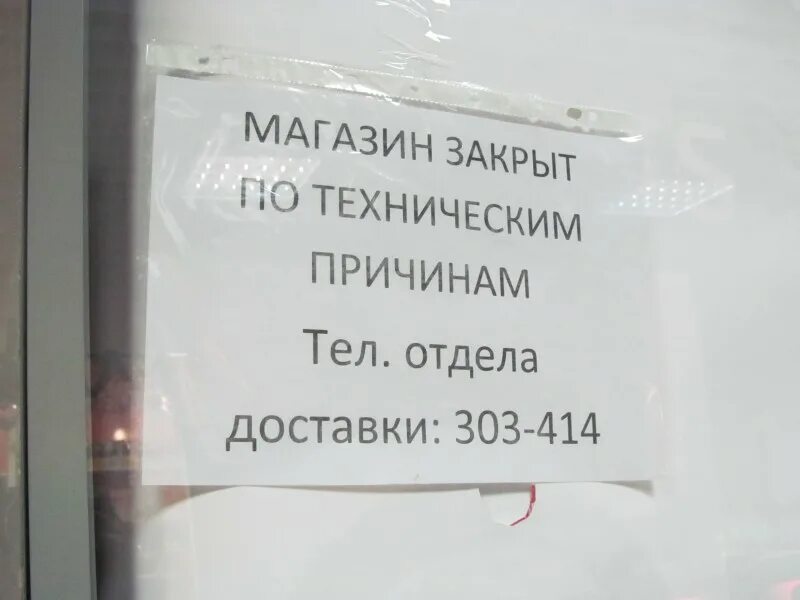 МАГАЗИН ЗАКРЫТ
ПО ТЕХНИЧЕСКИМ
ПРИЧИНАМ
Тел. отдела
доставки: 303-414